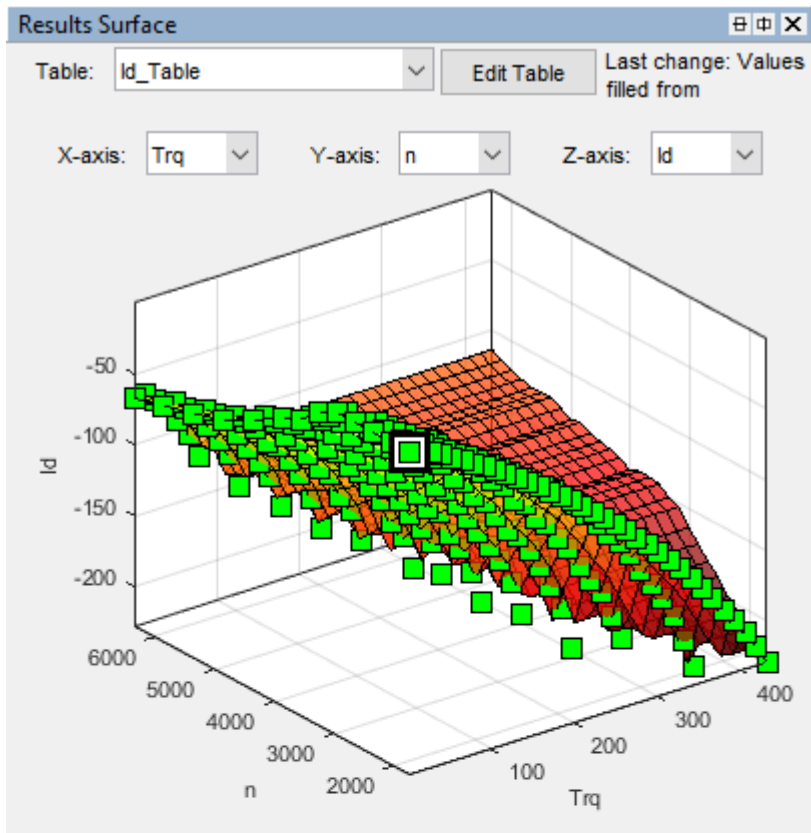 Results Surface
Table: Id_Table Edit Table Last change: Values
filled from
X-axis: Trq Y-axis: n Z-axis: Id
-50
-100
-150
-200
Id
6000
5000
4000
3000
2000
n
100
200
300
400
Trq